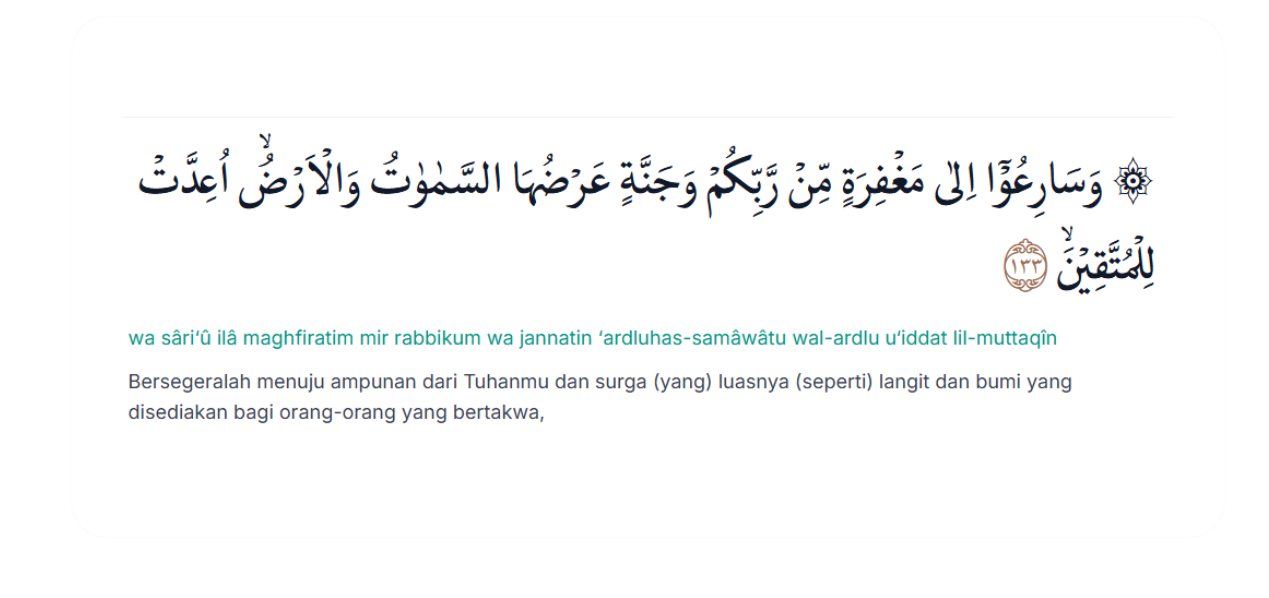 ۞ وَسَارِعُوْٓا اِلٰى مَغْفِرَةٍ مِّنْ رَّبِّكُمْ وَجَنَّةٍ عَرْضُهَا السَّمٰوٰتُ وَالْاَرْضُۙ اُعِدَّتْ
لِلْمُتَّقِيْنَۙ ١٣٣
wa sâri‘û ilâ maghfiratim mir rabbikum wa jannatin ‘ardluhas-samâwâtu wal-ardlu u‘iddat lil-muttaqîn
Bersegeralah menuju ampunan dari Tuhanmu dan surga (yang) luasnya (seperti) langit dan bumi yang
disediakan bagi orang-orang yang bertakwa,